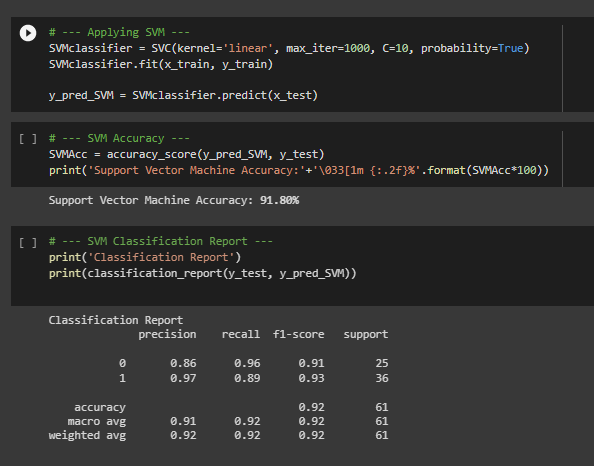 # --- Applying SVM ---
SVMclassifier = SVC(kernel='linear', max_iter=1000, C=10, probability=True)
SVMclassifier.fit(x_train, y_train)
y_pred_SVM = SVMclassifier.predict(x_test)
[ ] # --- SVM Accuracy ---
SVMAcc = accuracy_score(y_pred_SVM, y_test)
print('Support Vector Machine Accuracy:'+'\033[1m {:.2f}%'.format(SVMAcc*100))
Support Vector Machine Accuracy: 91.80%
[ ] # --- SVM Classification Report ---
print('Classification Report')
print(classification_report(y_test, y_pred_SVM))
Classification Report
precision recall f1-score support
0 0.86 0.96 0.91 25
1 0.97 0.89 0.93 36
accuracy 0.92 61
macro avg 0.91 0.92 0.92 61
weighted avg 0.92 0.92 0.92 61